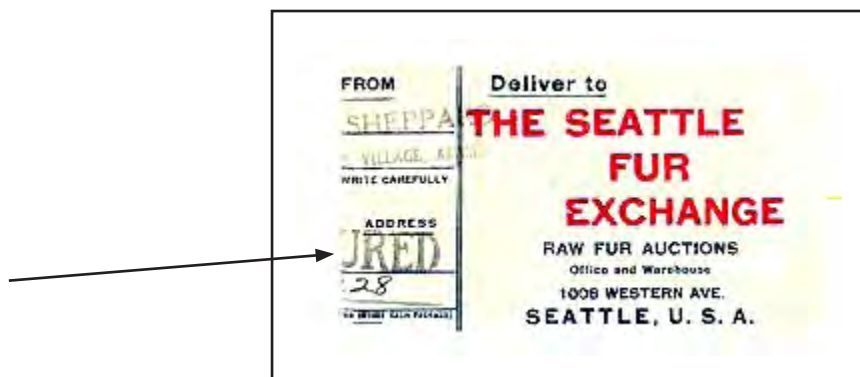 FROM
SHEPPARD
VILLAGE,
WRITE CAREFULLY
ADDRESS
URED
28
Deliver to
THE SEATTLE
FUR
EXCHANGE
RAW FUR AUCTIONS
Office and Warehouse
1008 WESTERN AVE.
SEATTLE, U. S. A.